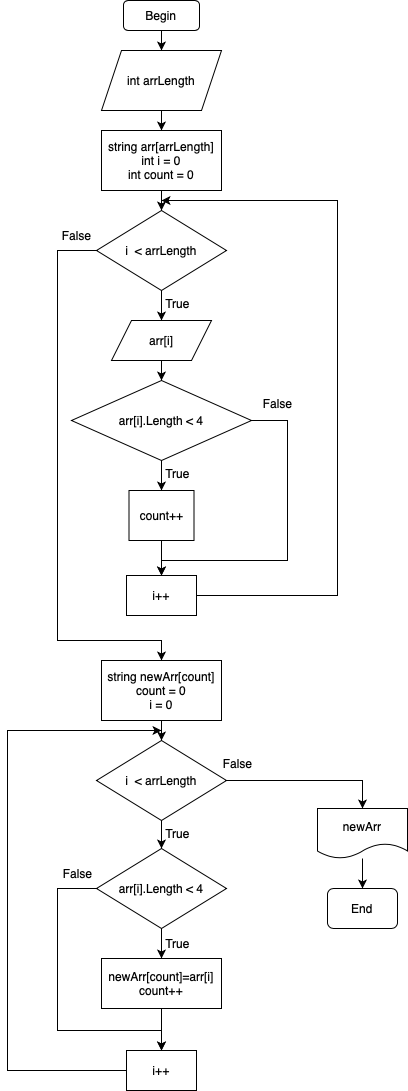 Begin
int arrLength
string arr[arrLength]
int i = 0
int count = 0
False
i < arrLength
True
arr[i]
False
arr[i].Length < 4
True
count++
i++
string newArr[count]
count = 0
i = 0
False
i < arrLength
newArr
True
False
arr[i].Length < 4
End
True
newArr[count]=arr[i]
count++
i++